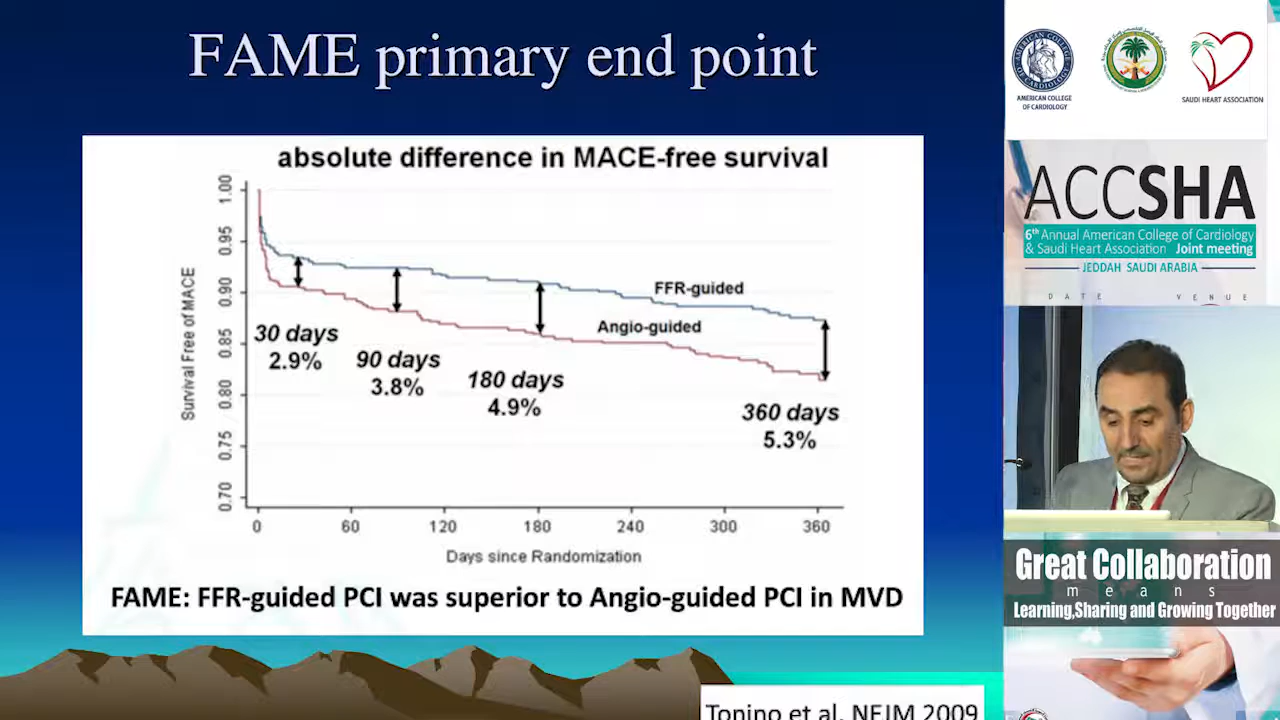 FAME primary end point
absolute difference in MACE-free survival
Survival Free of MACE
1.00
0.95
0.90
0.85
0.80
0.75
0.70
FFR-guided
Angio-guided
30 days
2.9%
90 days
3.8%
180 days
4.9%
360 days
5.3%
0 60 120 180 240 300 360
Days since Randomization
FAME: FFR-guided PCI was superior to Angio-guided PCI in MVD
Tonino et al, NEJM 2009
AMERICAN COLLEGE OF CARDIOLOGY
AMERICAN COLLEGE
OF CARDIOLOGY
SAUDI HEART ASSOCIATION
ACCSHA
6th Annual American College of Cardiology
& Saudi Heart Association Joint meeting
JEDDAH SAUDI ARABIA
DATE VENUE
Great Collaboration
means
Learning,Sharing and Growing Together